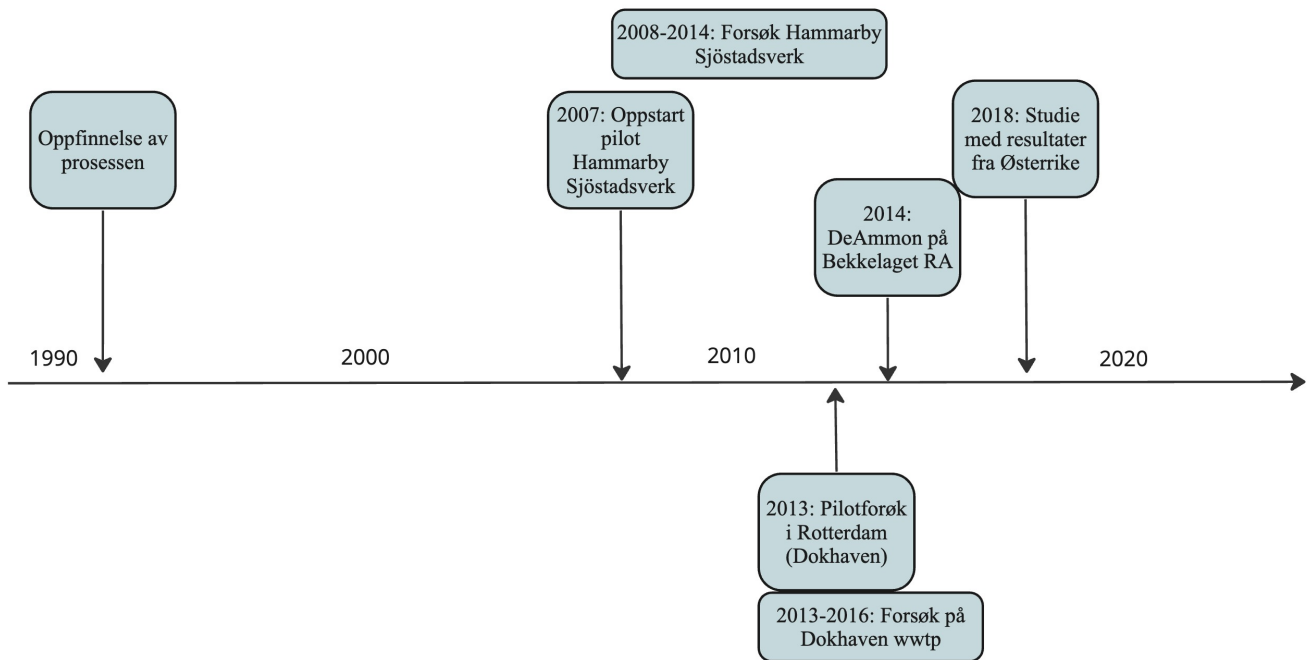 2008-2014: Forsøk Hammarby
Sjöstadsverk
Oppfinnelse av
prosessen
2007: Oppstart
pilot
Hammarby
Sjöstadsverk
2018: Studie
med resultater
fra Østerrike
2014:
DeAmmon på
Bekkelaget RA
1990
2000
2010
2020
2013: Pilotforøk
i Rotterdam
(Dokhaven)
2013-2016: Forsøk på
Dokhaven wwtp